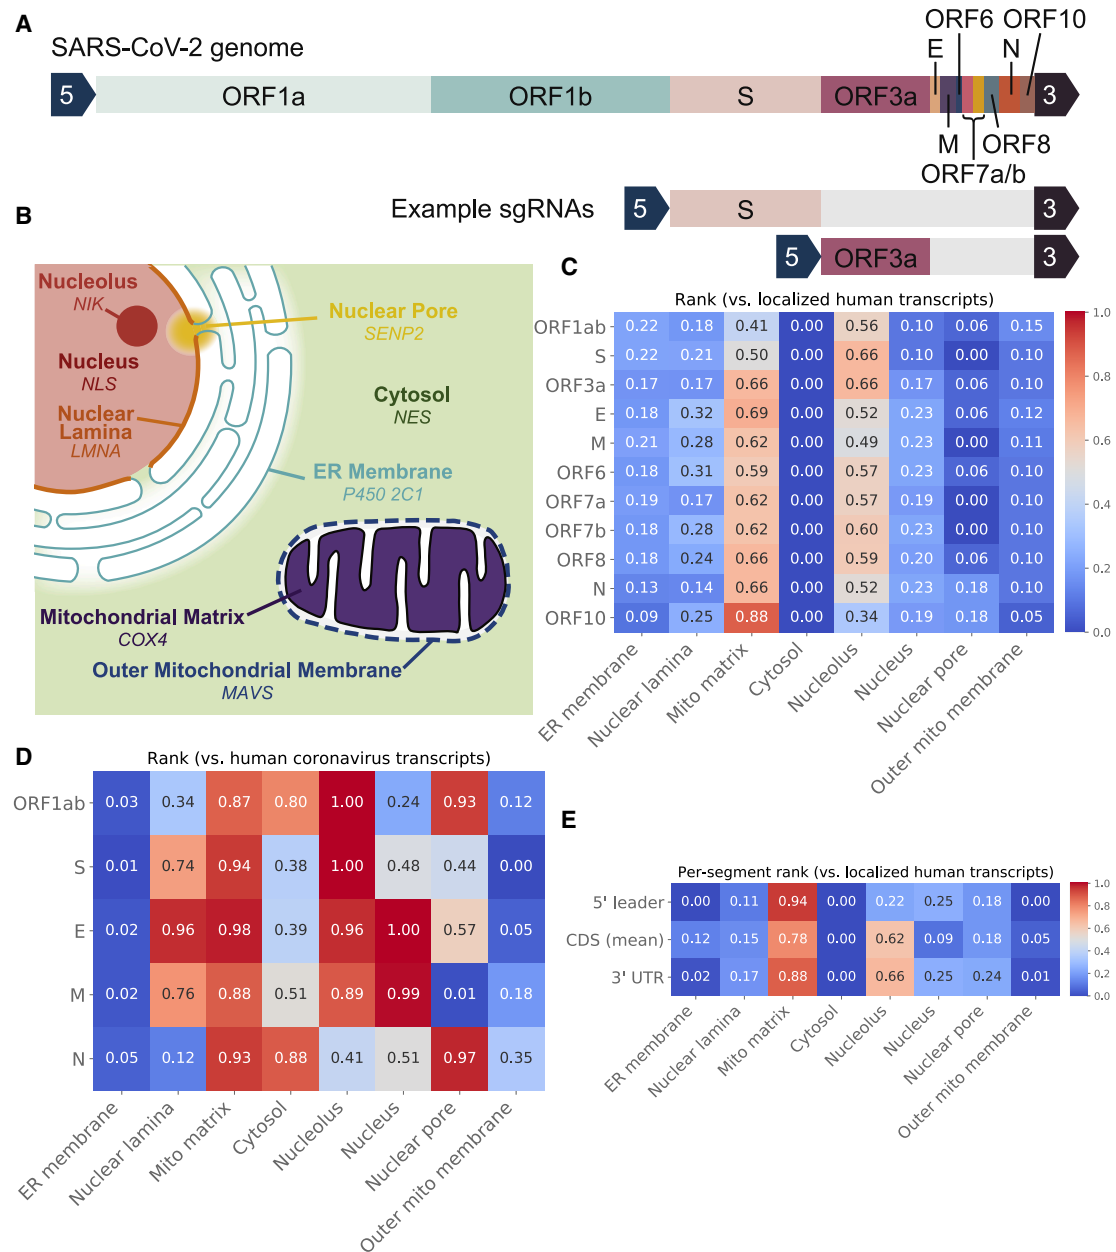 A
SARS-CoV-2 genome
ORF6 ORF10
E N
5 ORF1a ORF1b S ORF3a 3
M ORF8
ORF7a/b
Example sgRNAs
5 S 3
5 ORF3a 3
B
Nucleolus
NIK
Nucleus
NLS
Nuclear
Lamina
LMNA
Nuclear Pore
SENP2
Cytosol
NES
ER Membrane
P450 2C1
Mitochondrial Matrix
COX4
Outer Mitochondrial Membrane
MAVS
C
Rank (vs. localized human transcripts)
ORF1ab 0.22 0.18 0.41 0.00 0.56 0.10 0.06 0.15
S 0.22 0.21 0.50 0.00 0.66 0.10 0.00 0.10
ORF3a 0.17 0.17 0.66 0.00 0.66 0.17 0.06 0.10
E 0.18 0.32 0.69 0.00 0.52 0.23 0.06 0.12
M 0.21 0.28 0.62 0.00 0.49 0.23 0.00 0.11
ORF6 0.18 0.31 0.59 0.00 0.57 0.23 0.06 0.10
ORF7a 0.19 0.17 0.62 0.00 0.57 0.19 0.00 0.10
ORF7b 0.18 0.28 0.62 0.00 0.60 0.23 0.00 0.10
ORF8 0.18 0.24 0.66 0.00 0.59 0.20 0.06 0.10
N 0.13 0.14 0.66 0.00 0.52 0.23 0.18 0.10
ORF10 0.09 0.25 0.88 0.00 0.34 0.19 0.18 0.05
ER membrane
Nuclear lamina
Mito matrix
Cytosol
Nucleolus
Nucleus
Nuclear pore
Outer mito membrane
1.0
0.8
0.6
0.4
0.2
0.0
D
Rank (vs. human coronavirus transcripts)
ORF1ab 0.03 0.34 0.87 0.80 1.00 0.24 0.93 0.12
S 0.01 0.74 0.94 0.38 1.00 0.48 0.44 0.00
E 0.02 0.96 0.98 0.39 0.96 1.00 0.57 0.05
M 0.02 0.76 0.88 0.51 0.89 0.99 0.01 0.18
N 0.05 0.12 0.93 0.88 0.41 0.51 0.97 0.35
ER membrane
Nuclear lamina
Mito matrix
Cytosol
Nucleolus
Nucleus
Nuclear pore
Outer mito membrane
E
Per-segment rank (vs. localized human transcripts)
5' leader 0.00 0.11 0.94 0.00 0.22 0.25 0.18 0.00
CDS (mean) 0.12 0.15 0.78 0.00 0.62 0.09 0.18 0.05
3' UTR 0.02 0.17 0.88 0.00 0.66 0.25 0.24 0.01
ER membrane
Nuclear lamina
Mito matrix
Cytosol
Nucleolus
Nucleus
Nuclear pore
Outer mito membrane
1.0
0.8
0.6
0.4
0.2
0.0